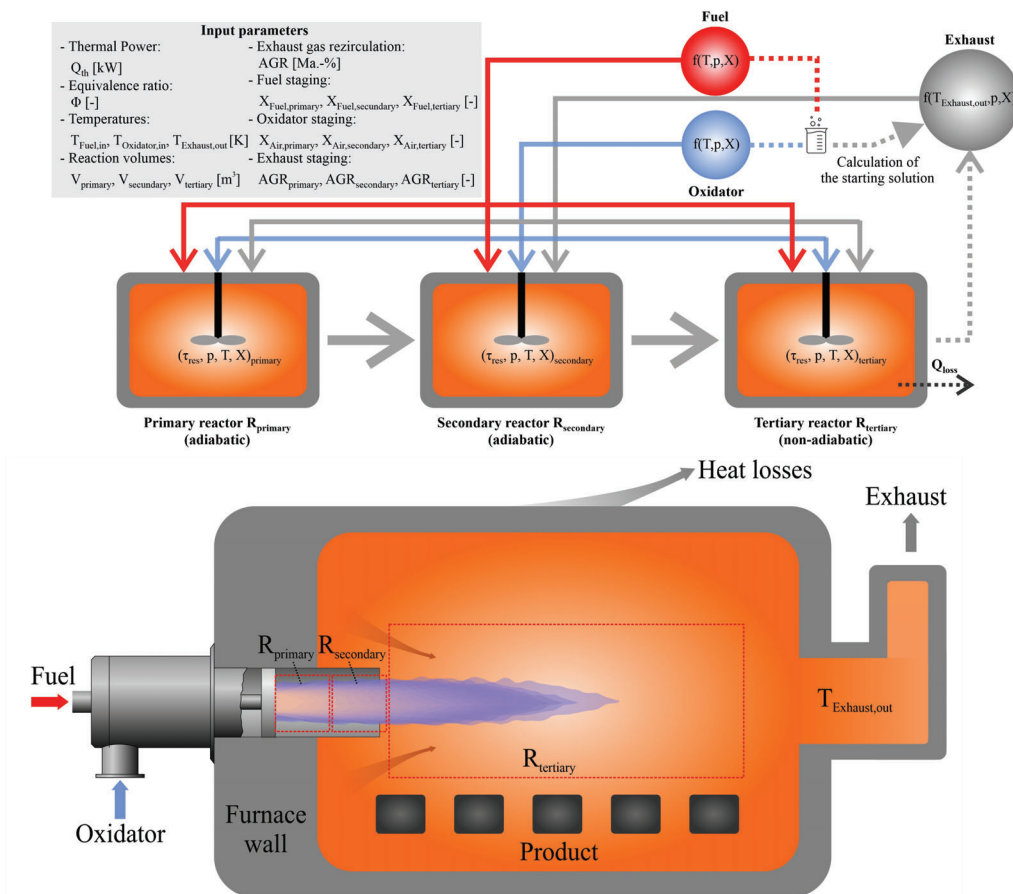 Input parameters
- Thermal Power:
Q_th [kW]
- Equivalence ratio:
Φ [-]
- Temperatures:
T_Fuel,in, T_Oxidator,in, T_Exhaust,out [K]
- Reaction volumes:
V_primary, V_secundary, V_tertiary [m³]
- Exhaust gas rezirculation:
AGR [Ma.-%]
- Fuel staging:
X_Fuel,primary, X_Fuel,secundary, X_Fuel,tertiary [-]
- Oxidator staging:
X_Air,primary, X_Air,secundary, X_Air,tertiary [-]
- Exhaust staging:
AGR_primary, AGR_secondary, AGR_tertiary [-]
Fuel
f(T,p,X)
f(T,p,X)
Oxidator
Exhaust
f(T_Exhaust,out,p,X)
Calculation of
the starting solution
(τ_res, p, T, X)_primary
(τ_res, p, T, X)_secondary
(τ_res, p, T, X)_tertiary
Q_loss
Primary reactor R_primary
(adiabatic)
Secondary reactor R_secondary
(adiabatic)
Tertiary reactor R_tertiary
(non-adiabatic)
Heat losses
Exhaust
R_primary
R_secondary
Fuel
T_Exhaust,out
R_tertiary
Oxidator
Furnace
wall
Product